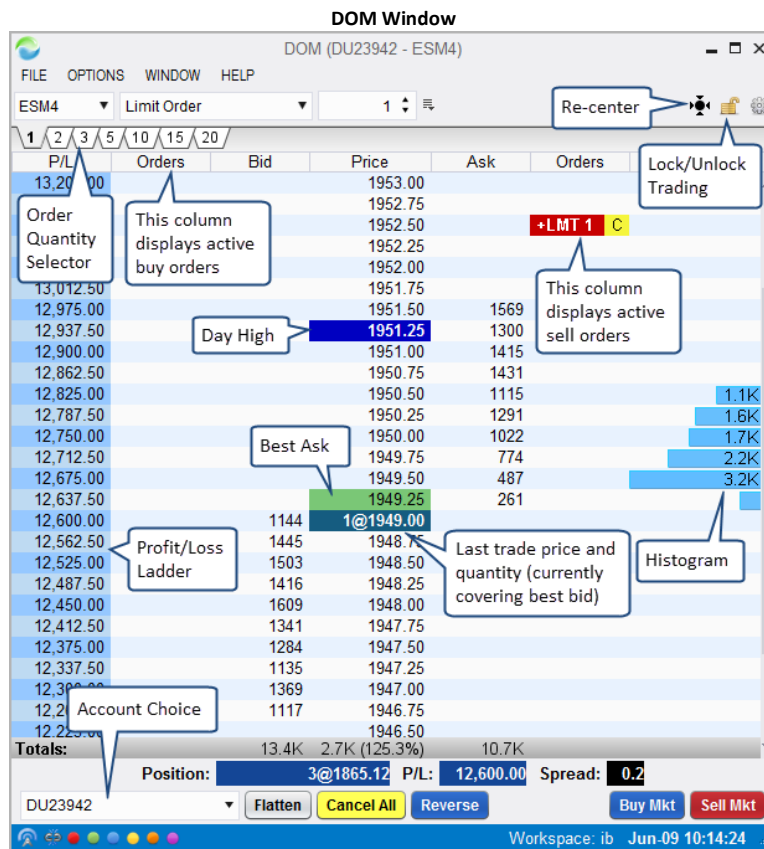 DOM Window
DOM (DU23942 - ESM4)
FILE OPTIONS WINDOW HELP
ESM4 Limit Order 1 Re-center
1 2 3 5 10 15 20
P/L Orders Bid Price Ask Orders
Lock/Unlock
Trading
1953.00
1952.75
Order
Quantity
Selector
This column
displays active
buy orders
1952.50 +LMT 1 C
1952.25
1952.00
13,012.50 1951.75
This column
displays active
sell orders
12,975.00 1951.50 1569
12,937.50 Day High 1951.25 1300
12,900.00 1951.00 1415
12,862.50 1950.75 1431
12,825.00 1950.50 1115 1.1K
12,787.50 1950.25 1291 1.6K
12,750.00 1950.00 1022 1.7K
Best Ask
12,712.50 1949.75 774 2.2K
12,675.00 1949.50 487 3.2K
12,637.50 1949.25 261
12,600.00 1144 1@1949.00
12,562.50 1445 1948.75
Profit/Loss
Ladder
Last trade price and
quantity (currently
covering best bid)
Histogram
12,525.00 1503 1948.50
12,487.50 1416 1948.25
12,450.00 1609 1948.00
12,412.50 1341 1947.75
12,375.00 1284 1947.50
12,337.50 1135 1947.25
1369 1947.00
Account Choice 1117 1946.75
1946.50
Totals: 13.4K 2.7K (125.3%) 10.7K
Position: 3@1865.12 P/L: 12,600.00 Spread: 0.2
DU23942 Flatten Cancel All Reverse Buy Mkt Sell Mkt
Workspace: ib Jun-09 10:14:24